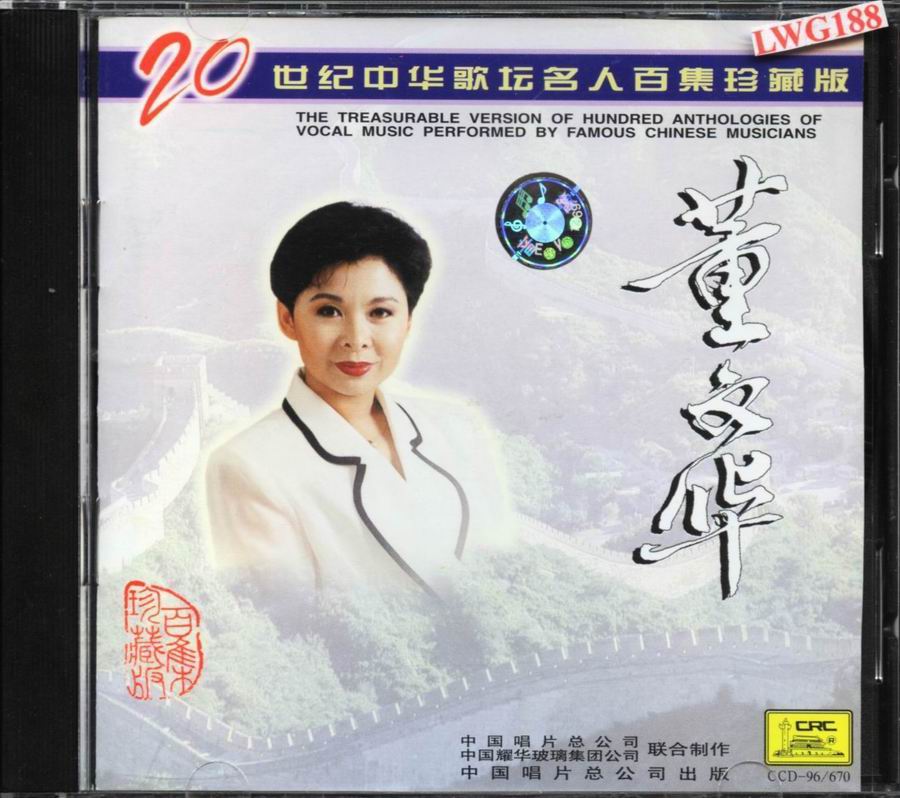 LWG188
20
世纪中华歌坛名人百集珍藏版
THE TREASURABLE VERSION OF HUNDRED ANTHOLOGIES OF
VOCAL MUSIC PERFORMED BY FAMOUS CHINESE MUSICIANS
董文华
百集
珍藏版
中国唱片总公司
中国耀华玻璃集团公司
联合制作
中国唱片总公司出版
CRC
®
CCD-96/670